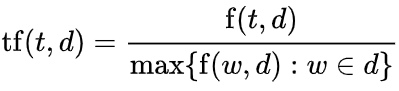 tf(t, d) = f(t, d) / max{f(w, d) : w ∈ d}